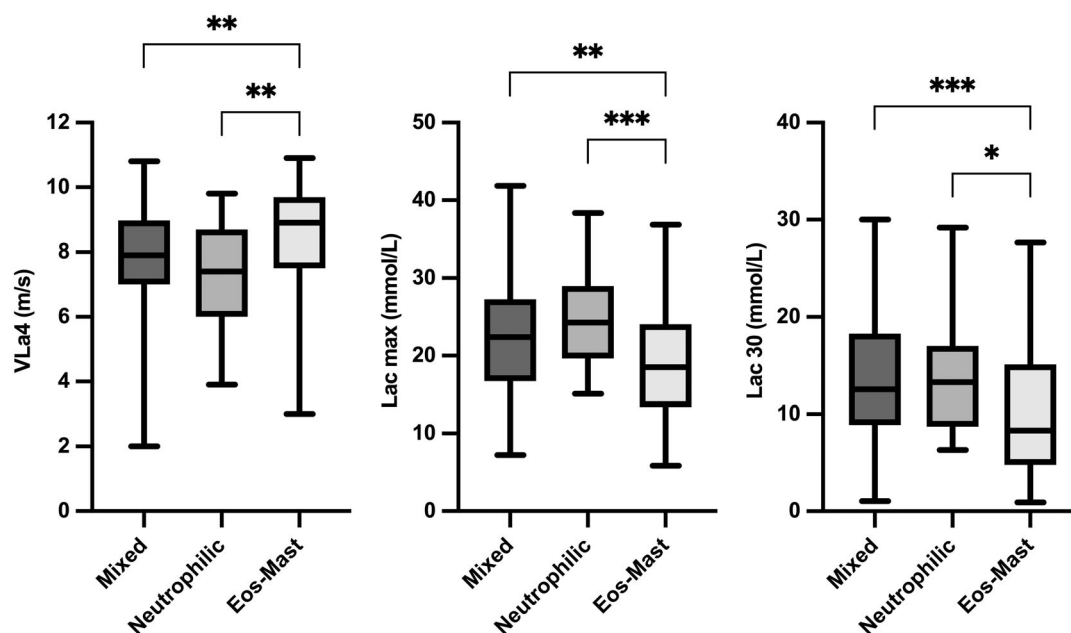 **
**
12
10
8
6
4
2
0
VLa4 (m/s)
Mixed
Neutrophilic
Eos-Mast
**
***
50
40
30
20
10
0
Lac max (mmol/L)
Mixed
Neutrophilic
Eos-Mast
***
*
40
30
20
10
0
Lac 30 (mmol/L)
Mixed
Neutrophilic
Eos-Mast